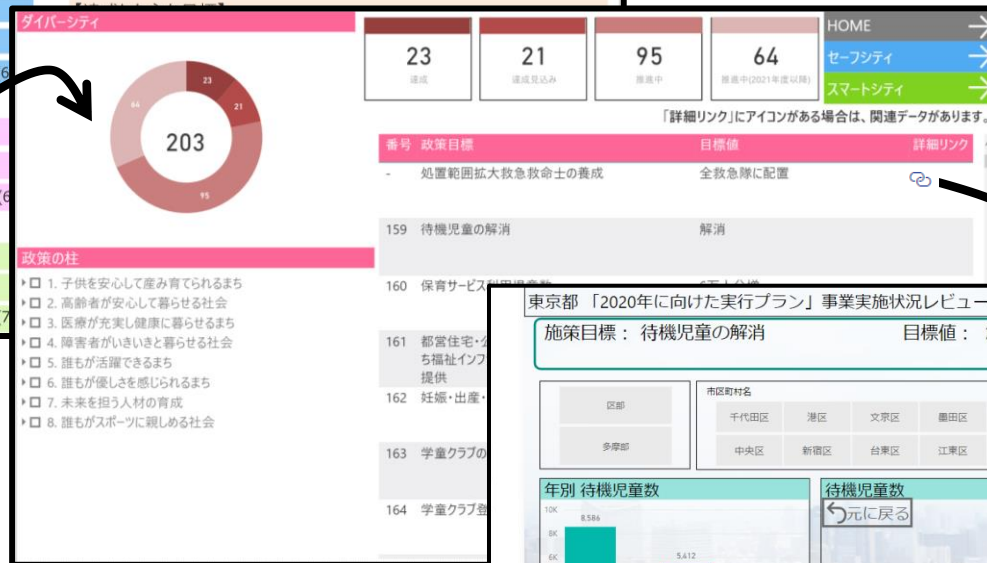 ダイバーシティ
23
21
95
64
203
23
達成
21
達成見込み
95
推進中
64
推進中(2021年度以降)
HOME
セーフシティ
スマートシティ
「詳細リンク」にアイコンがある場合は、関連データがあります。
番号 政策目標 目標値 詳細リンク
- 処置範囲拡大救急救命士の養成 全救急隊に配置
159 待機児童の解消 解消
160 保育サービス
161 都営住宅・
ち福祉インフ
提供
162 妊娠・出産・
163 学童クラブの
164 学童クラブ登
政策の柱
1. 子供を安心して産み育てられるまち
2. 高齢者が安心して暮らせる社会
3. 医療が充実し健康に暮らせるまち
4. 障害者がいきいきと暮らせる社会
5. 誰もが活躍できるまち
6. 誰もが優しさを感じられるまち
7. 未来を担う人材の育成
8. 誰もがスポーツに親しめる社会
東京都 「2020年に向けた実行プラン」事業実施状況レビュー
施策目標： 待機児童の解消 目標値：
区部
多摩部
市区町村名
千代田区 港区 文京区 墨田区
中央区 新宿区 台東区 江東区
年別 待機児童数
10K
8K
6K
8,586
5,412
待機児童数
元に戻る